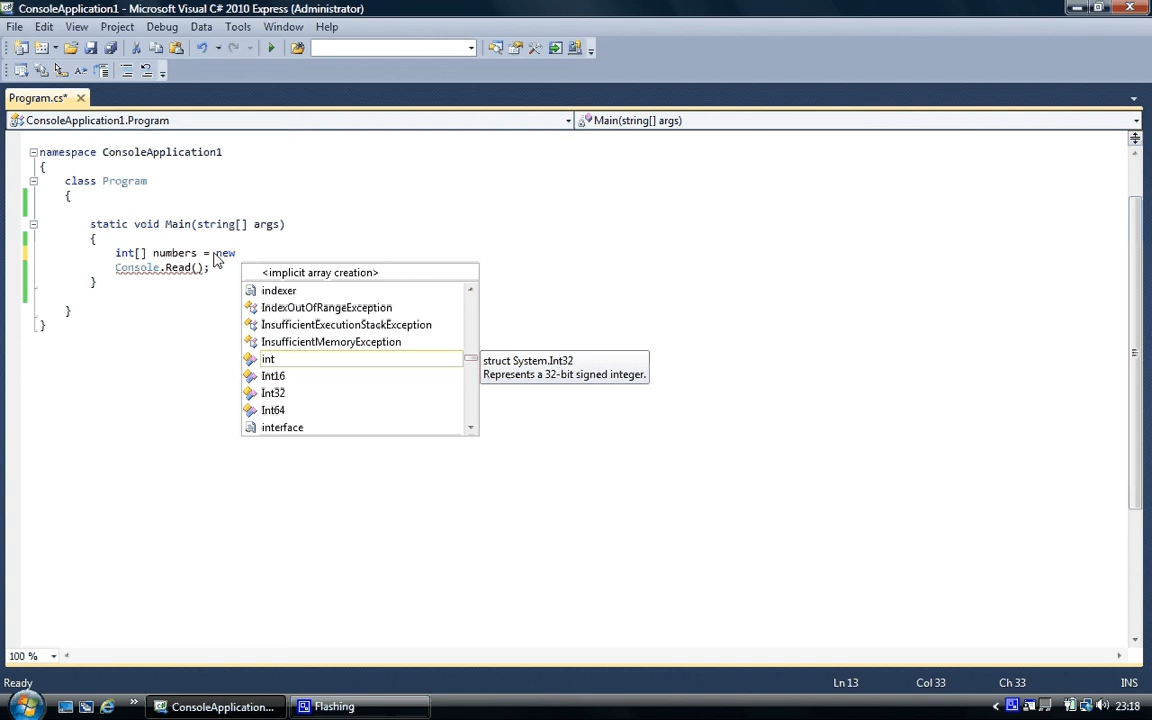 ConsoleApplication1 - Microsoft Visual C# 2010 Express (Administrator)
File Edit View Project Debug Data Tools Window Help
Program.cs*
ConsoleApplication1.Program Main(string[] args)
namespace ConsoleApplication1
{
class Program
{
static void Main(string[] args)
{
int[] numbers = new
Console.Read();
}
}
}
<implicit array creation>
indexer
IndexOutOfRangeException
InsufficientExecutionStackException
InsufficientMemoryException
int
Int16
Int32
Int64
interface
struct System.Int32
Represents a 32-bit signed integer.
100 %
Ready Ln 13 Col 33 Ch 33 INS
ConsoleApplication... Flashing 23:18